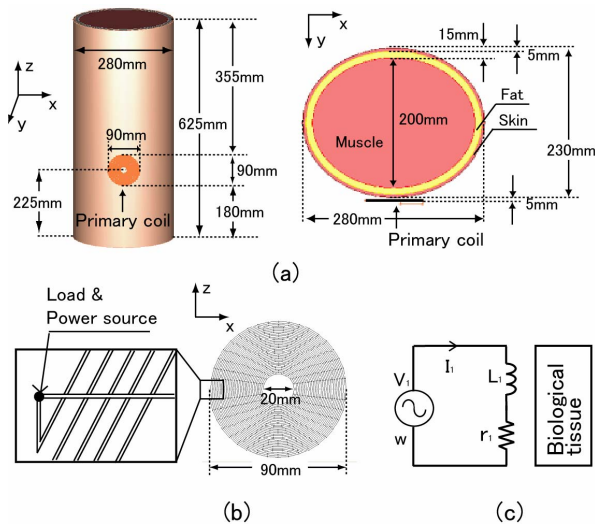 z
x
y
280mm
90mm
625mm
355mm
90mm
180mm
225mm
Primary coil
x
y
15mm
5mm
Fat
Skin
Muscle
200mm
230mm
5mm
280mm
Primary coil
(a)
Load &
Power source
z
x
20mm
90mm
(b)
I₁
V₁
w
L₁
r₁
Biological
tissue
(c)